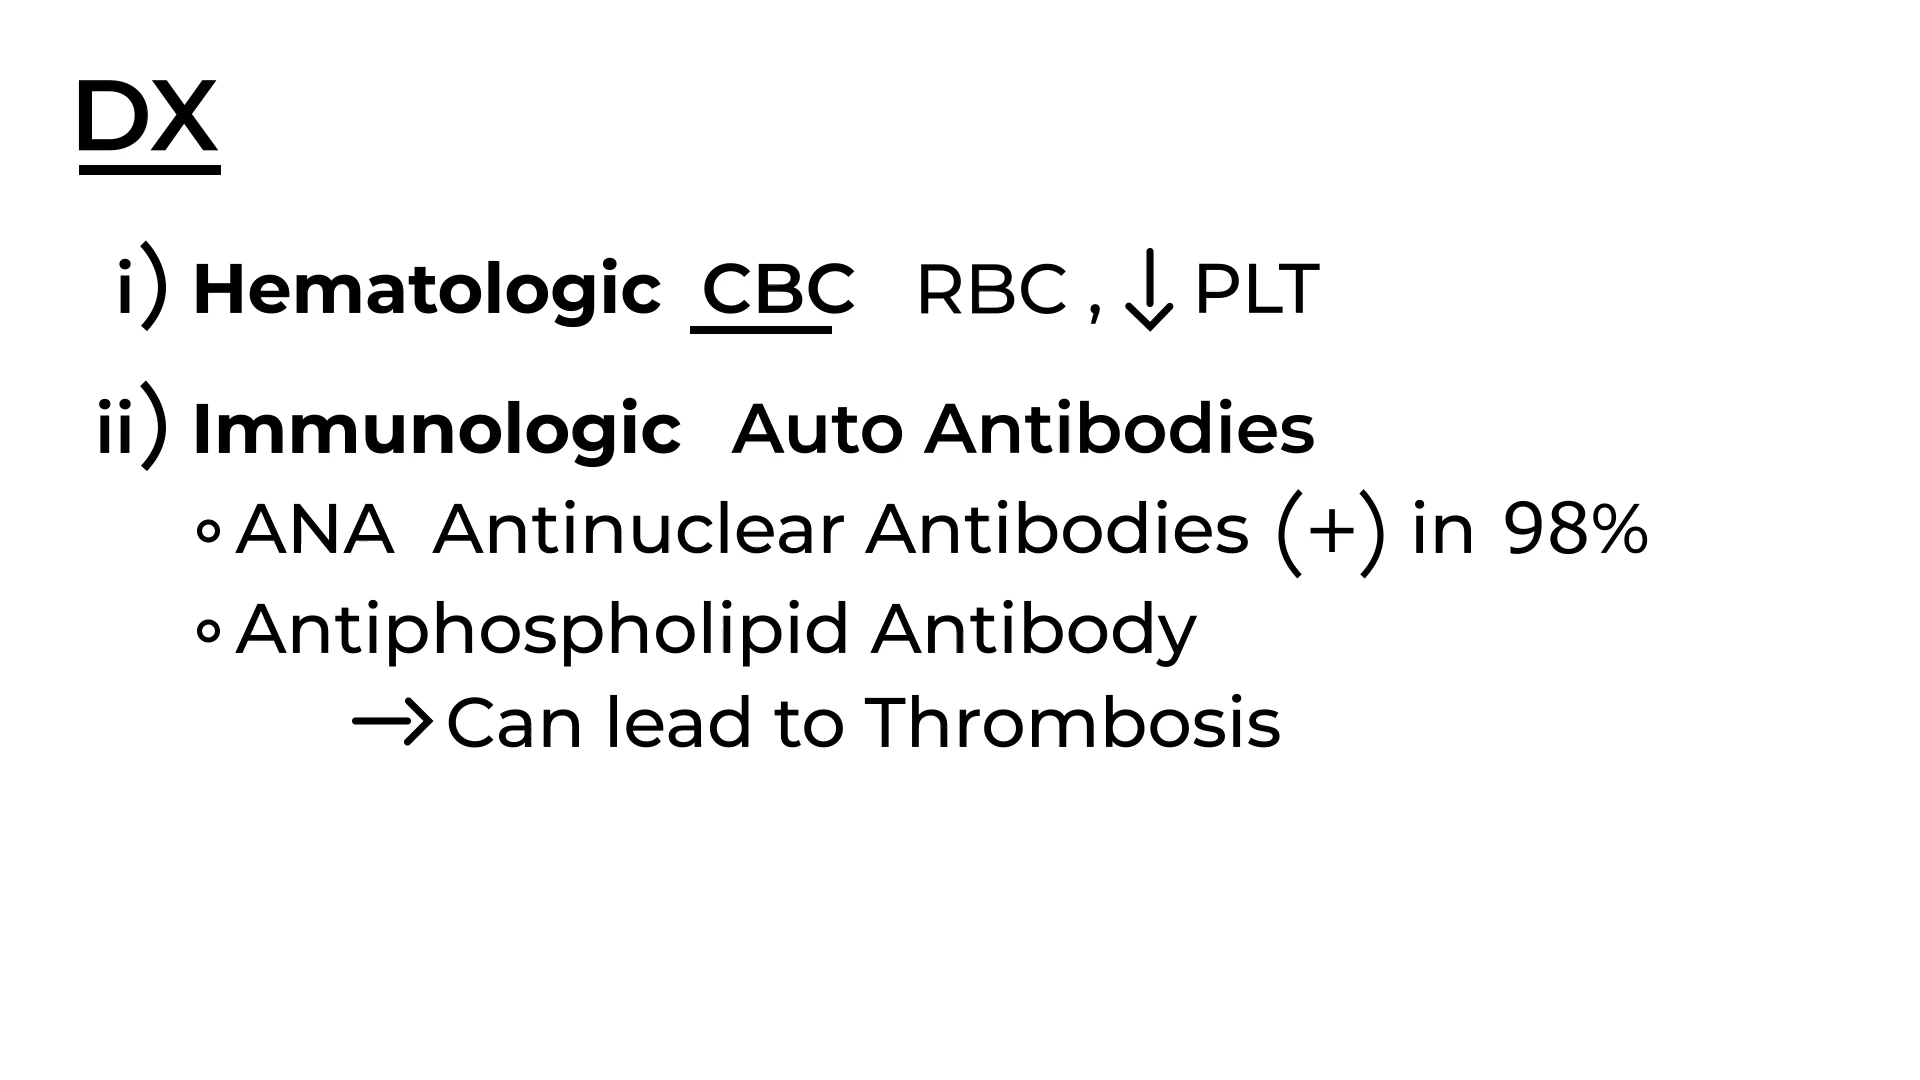 DX
i) Hematologic CBC RBC , ↓ PLT
ii) Immunologic Auto Antibodies
∘ ANA Antinuclear Antibodies (+) in 98%
∘ Antiphospholipid Antibody
→ Can lead to Thrombosis